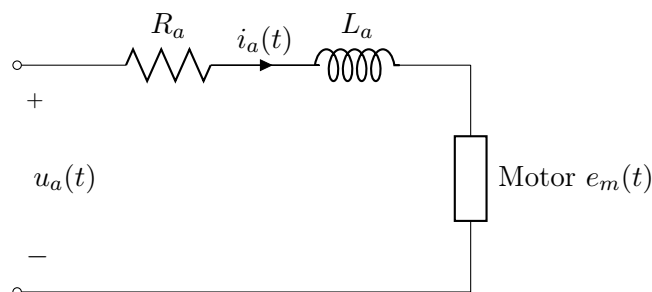 R_a
i_a(t)
L_a
+
u_a(t)
Motor e_m(t)
−